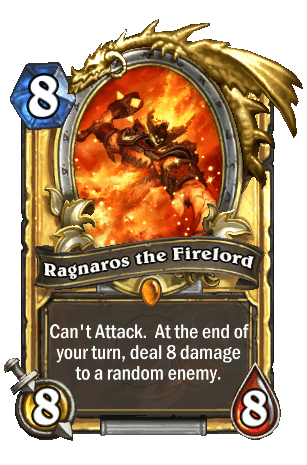 8
Ragnaros the Firelord
Can't Attack.  At the end of
your turn, deal 8 damage
to a random enemy.
8
8